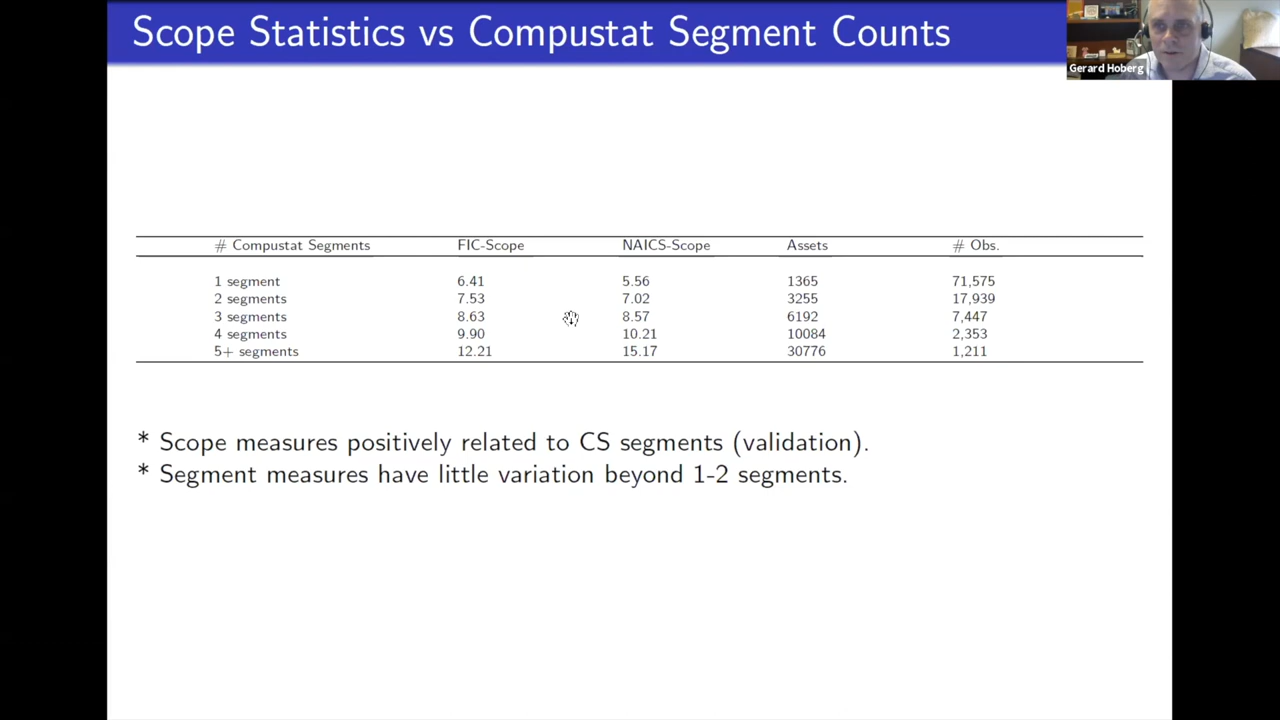 Scope Statistics vs Compustat Segment Counts
Gerard Hoberg
# Compustat Segments FIC-Scope NAICS-Scope Assets # Obs.
1 segment 6.41 5.56 1365 71,575
2 segments 7.53 7.02 3255 17,939
3 segments 8.63 8.57 6192 7,447
4 segments 9.90 10.21 10084 2,353
5+ segments 12.21 15.17 30776 1,211
* Scope measures positively related to CS segments (validation).
* Segment measures have little variation beyond 1-2 segments.